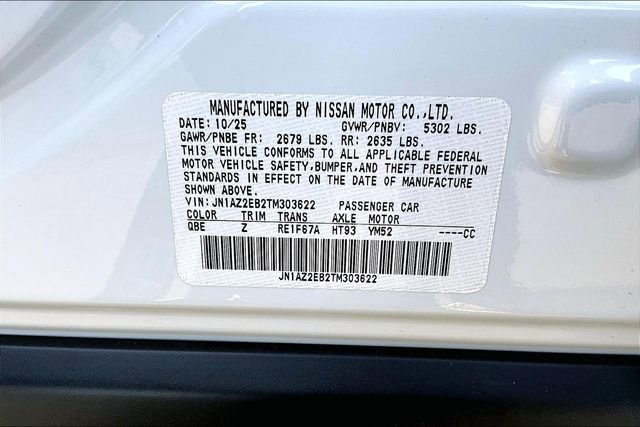 MANUFACTURED BY NISSAN MOTOR CO.,LTD.
DATE: 10/25 GVWR/PNBV: 5302 LBS.
GAWR/PNBE FR: 2679 LBS. RR: 2635 LBS.
THIS VEHICLE CONFORMS TO ALL APPLICABLE FEDERAL
MOTOR VEHICLE SAFETY,BUMPER,AND THEFT PREVENTION
STANDARDS IN EFFECT ON THE DATE OF MANUFACTURE
SHOWN ABOVE.
VIN: JN1AZ2EB2TM303622 PASSENGER CAR
COLOR TRIM TRANS AXLE MOTOR
QBE Z RE1F67A HT93 YM52 ----CC
JN1AZ2EB2TM303622